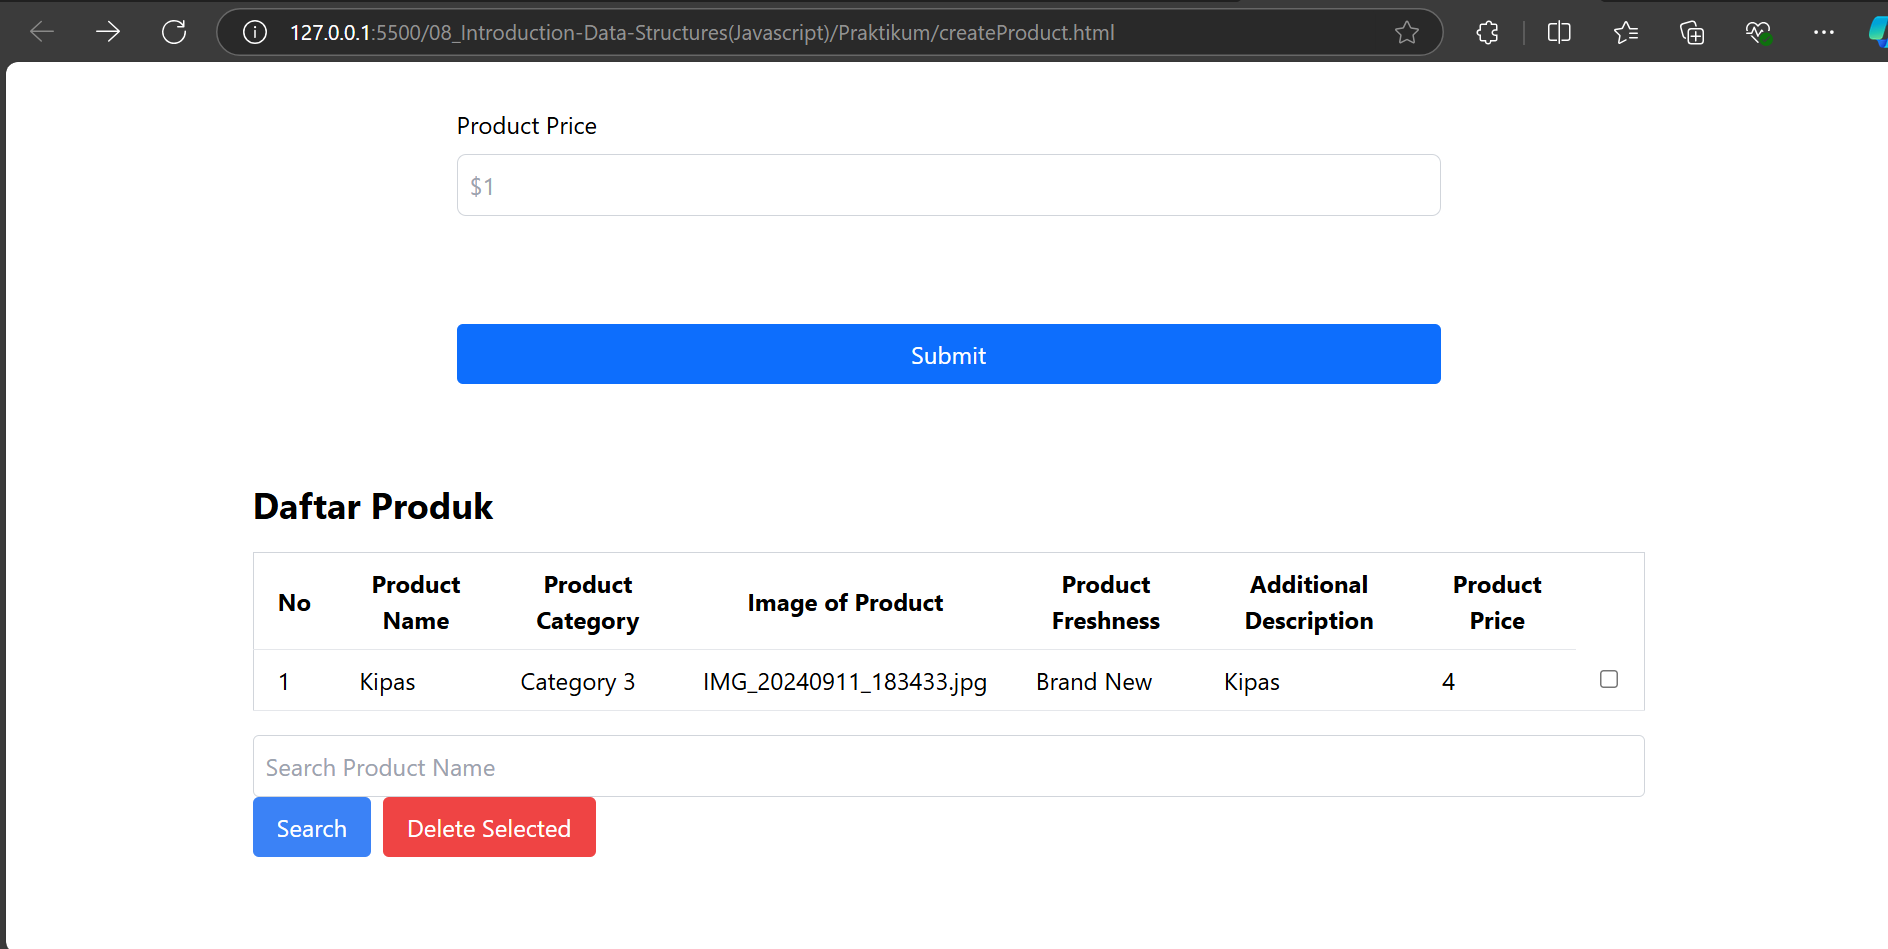 127.0.0.1:5500/08_Introduction-Data-Structures(Javascript)/Praktikum/createProduct.html
Product Price
$1
Submit
Daftar Produk
No Product Name Product Category Image of Product Product Freshness Additional Description Product Price
1 Kipas Category 3 IMG_20240911_183433.jpg Brand New Kipas 4
Search Product Name
Search Delete Selected